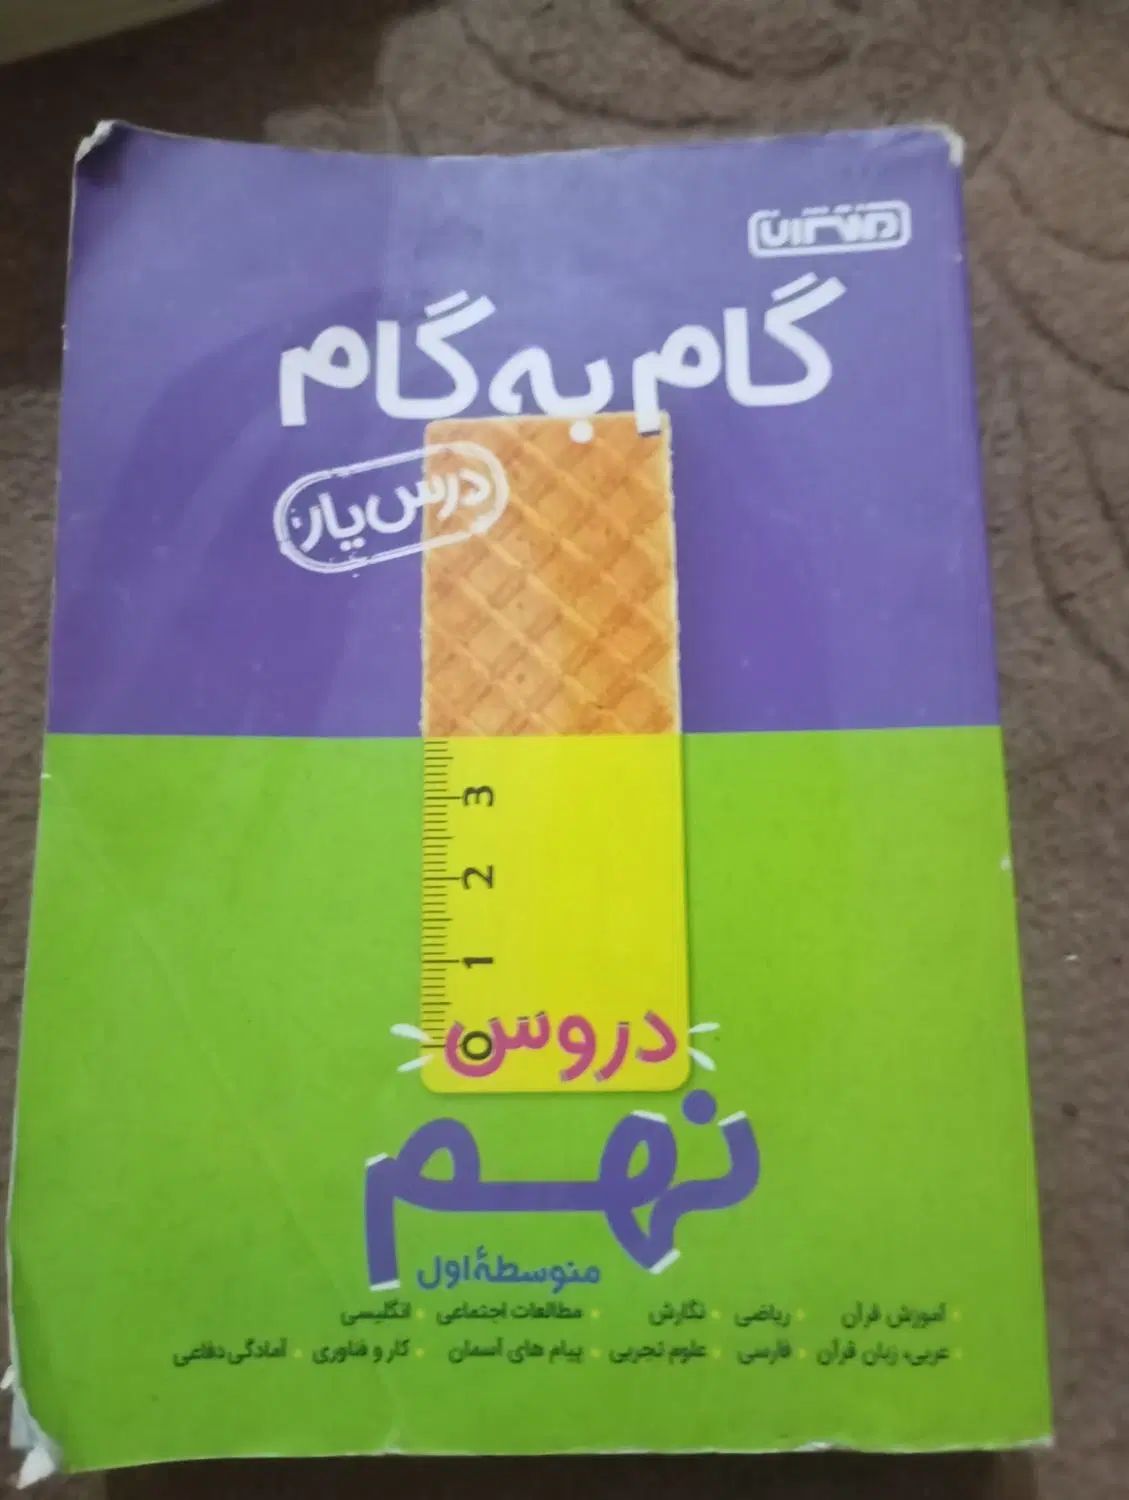 منتشران
گام به گام
درس یار
3
2
1
0
دروس
نهم
متوسطهٔ اول
• آموزش قرآن • ریاضی • نگارش • مطالعات اجتماعی • انگلیسی
• عربی، زبان قرآن • فارسی • علوم تجربی • پیام های آسمان • کار و فناوری • آمادگی دفاعی